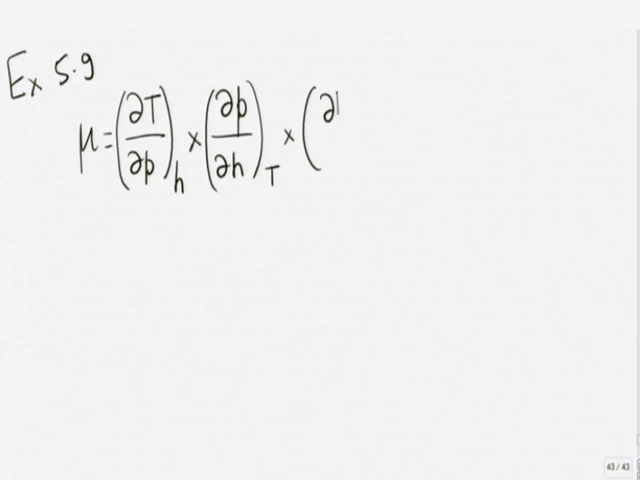 Ex 5.9
μ = (∂T/∂p)_h × (∂p/∂h)_T × (∂
43 / 43